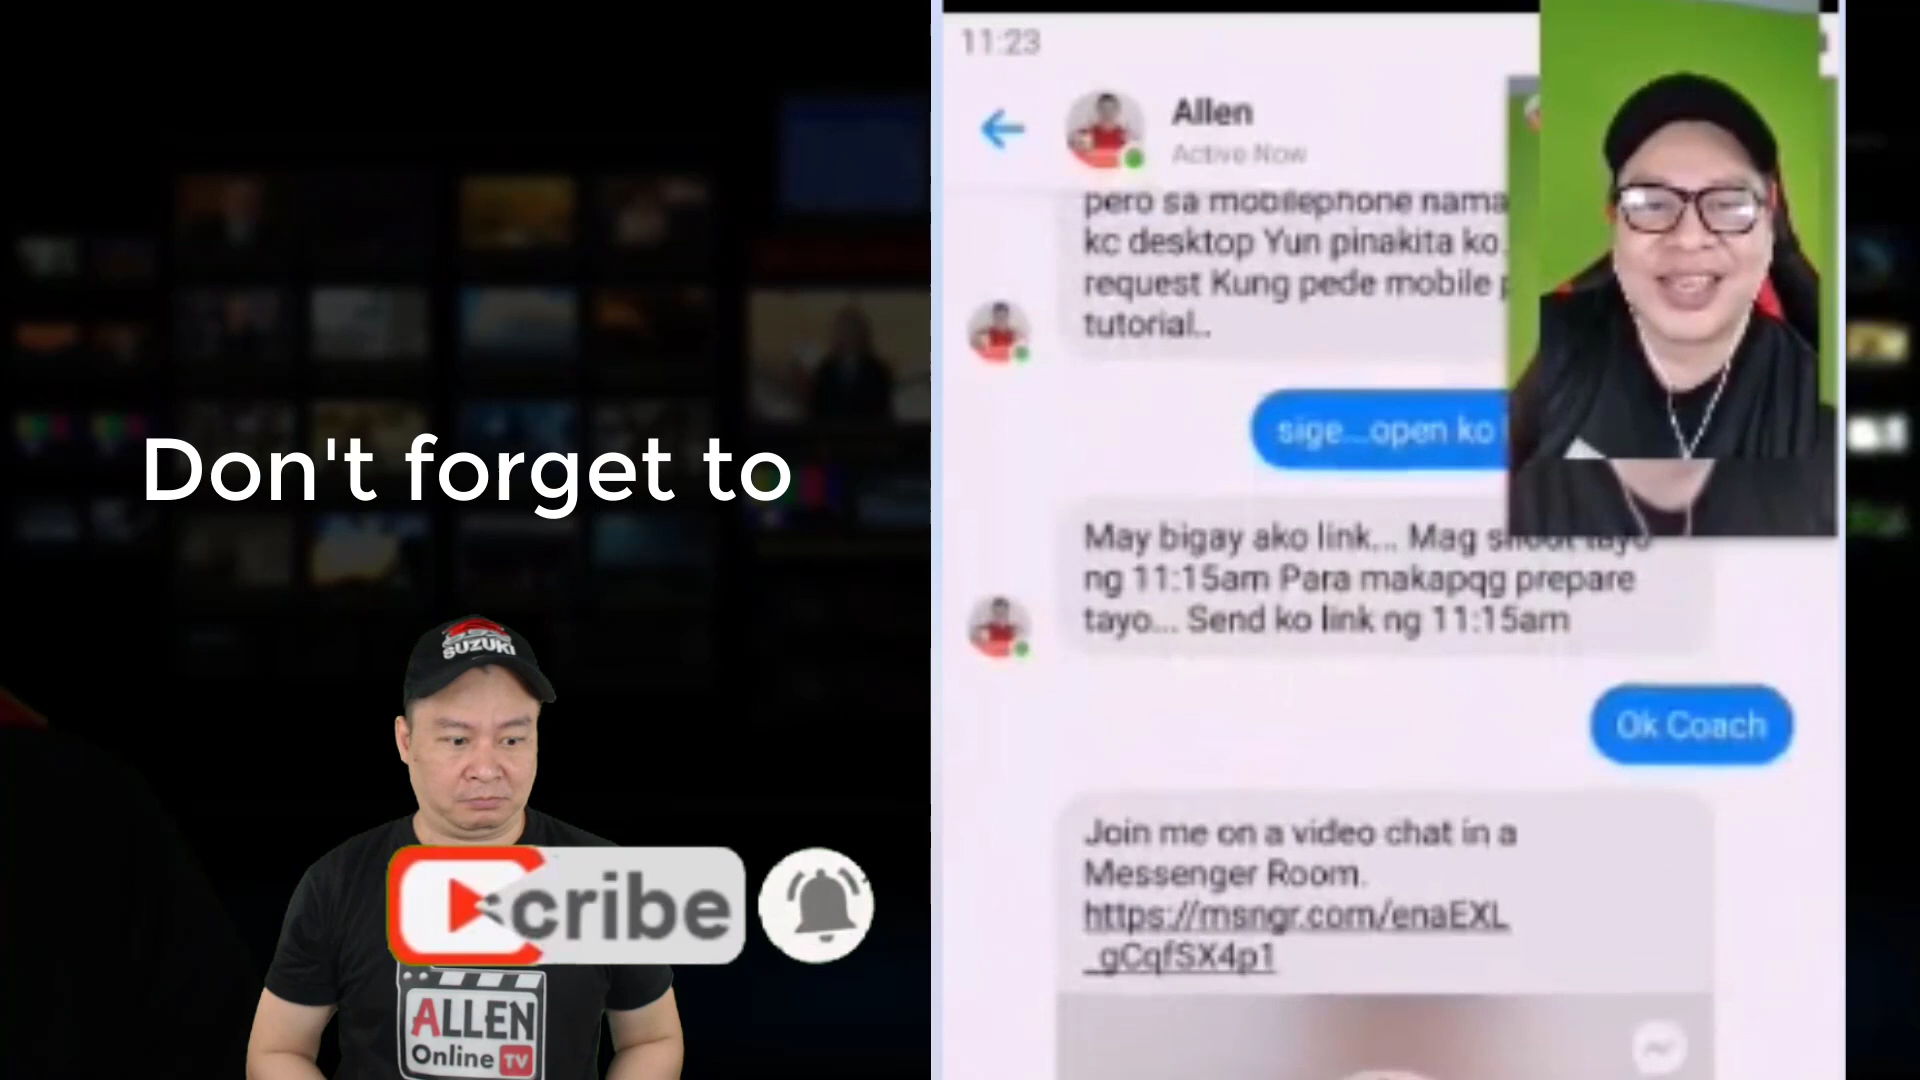 Don't forget to
SUZUKI
cribe
ALLEN
Online TV
11:23
Allen
Active Now
pero sa mobilephone nama
kc desktop Yun pinakita ko.
request Kung pede mobile p
tutorial..
sige...open ko
May bigay ako link... Mag shoot tayo
ng 11:15am Para makapqg prepare
tayo... Send ko link ng 11:15am
Ok Coach
Join me on a video chat in a
Messenger Room.
https://msngr.com/enaEXL
_gCqfSX4p1